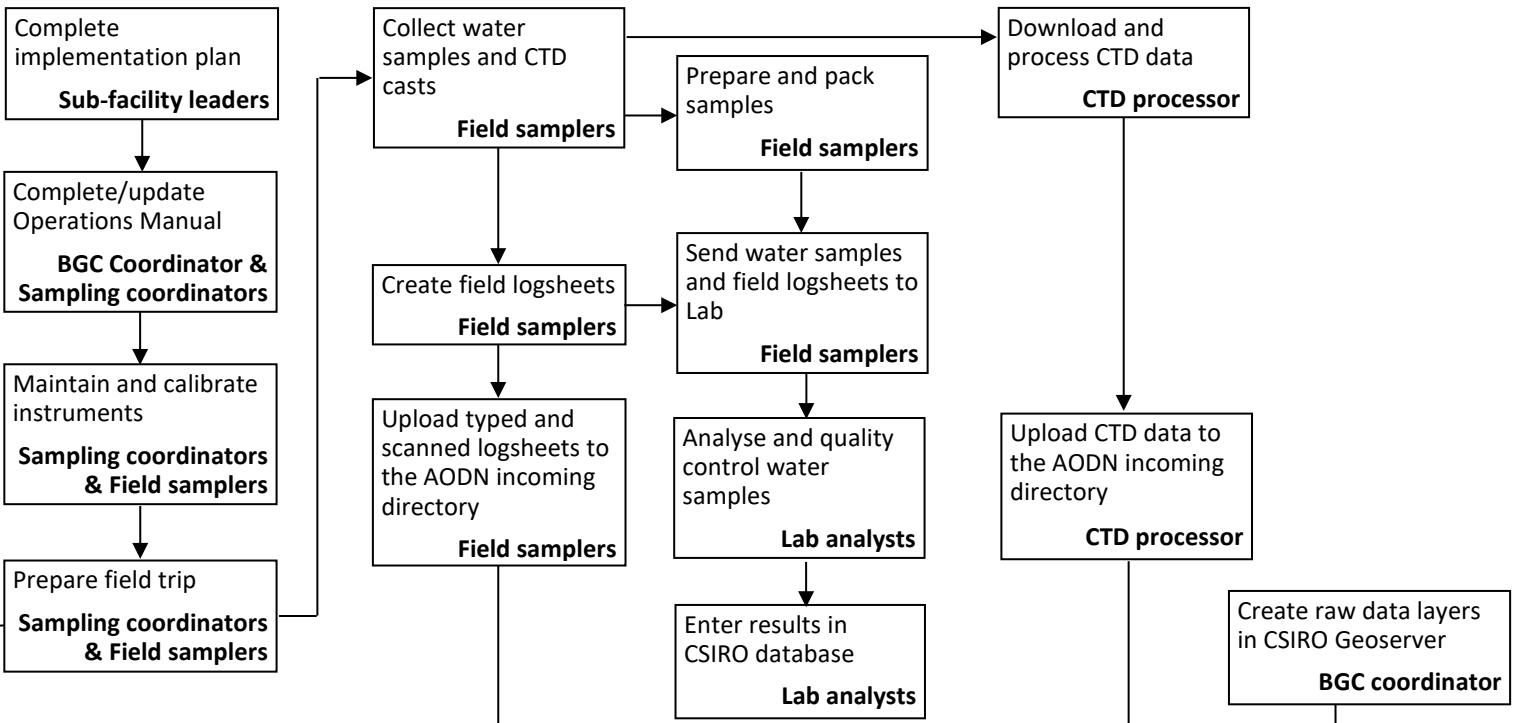 Complete
implementation plan
Sub-facility leaders
Complete/update
Operations Manual
BGC Coordinator &
Sampling coordinators
Maintain and calibrate
instruments
Sampling coordinators
& Field samplers
Prepare field trip
Sampling coordinators
& Field samplers
Collect water
samples and CTD
casts
Field samplers
Create field logsheets
Field samplers
Upload typed and
scanned logsheets to
the AODN incoming
directory
Field samplers
Prepare and pack
samples
Field samplers
Send water samples
and field logsheets to
Lab
Field samplers
Analyse and quality
control water
samples
Lab analysts
Enter results in
CSIRO database
Lab analysts
Download and
process CTD data
CTD processor
Upload CTD data to
the AODN incoming
directory
CTD processor
Create raw data layers
in CSIRO Geoserver
BGC coordinator